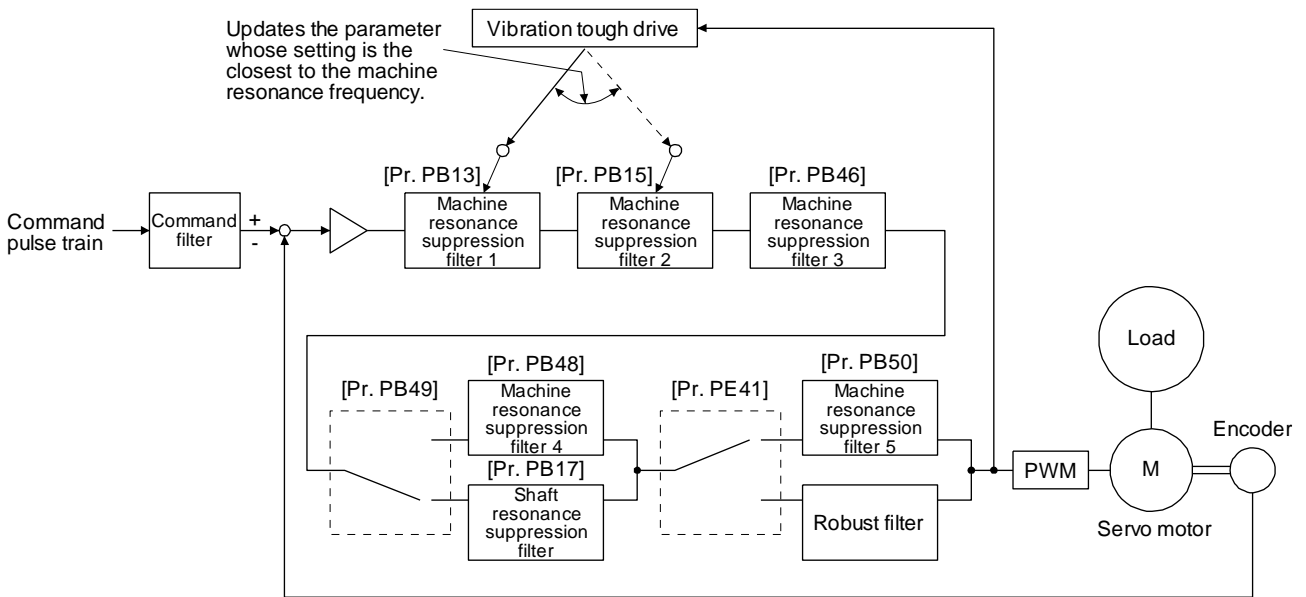 Updates the parameter
whose setting is the
closest to the machine
resonance frequency.
Vibration tough drive
[Pr. PB13]
[Pr. PB15]
[Pr. PB46]
Command
pulse train
Command
filter
+
-
Machine
resonance
suppression
filter 1
Machine
resonance
suppression
filter 2
Machine
resonance
suppression
filter 3
Load
[Pr. PB49]
[Pr. PB48]
Machine
resonance
suppression
filter 4
[Pr. PB17]
Shaft
resonance
suppression
filter
[Pr. PE41]
[Pr. PB50]
Machine
resonance
suppression
filter 5
Robust filter
PWM
M
Servo motor
Encoder